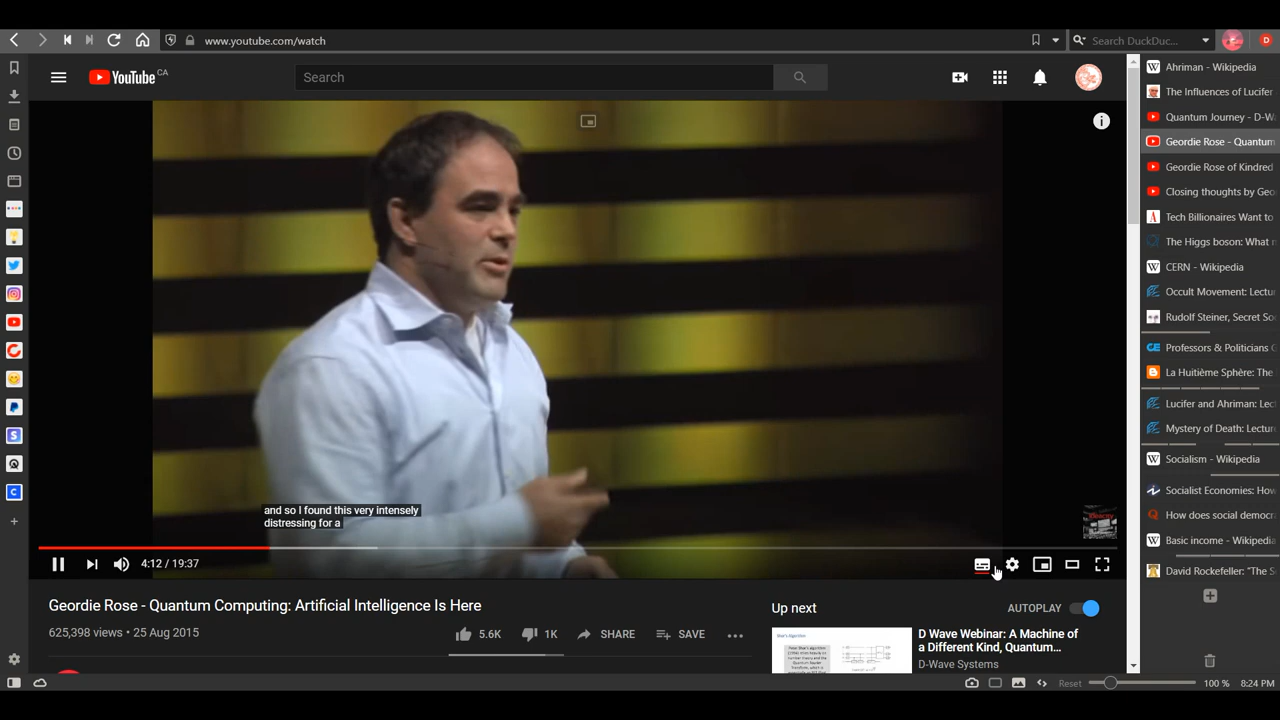 www.youtube.com/watch
Search DuckDuc...
D
YouTube CA
Search
and so I found this very intensely
distressing for a
4:12 / 19:37
Geordie Rose - Quantum Computing: Artificial Intelligence Is Here
625,398 views • 25 Aug 2015
5.6K
1K
SHARE
SAVE
Up next
AUTOPLAY
Shor's Algorithm
D Wave Webinar: A Machine of
a Different Kind, Quantum...
D-Wave Systems
Ahriman - Wikipedia
The Influences of Lucifer
Quantum Journey - D-Wa
Geordie Rose - Quantum
Geordie Rose of Kindred
Closing thoughts by Geo
Tech Billionaires Want to
The Higgs boson: What
CERN - Wikipedia
Occult Movement: Lectu
Rudolf Steiner, Secret So
Professors & Politicians
La Huitième Sphère: The
Lucifer and Ahriman: Lec
Mystery of Death: Lectur
Socialism - Wikipedia
Socialist Economies: How
How does social democr
Basic income - Wikipedia
David Rockefeller: "The S
Reset
100 %
8:24 PM